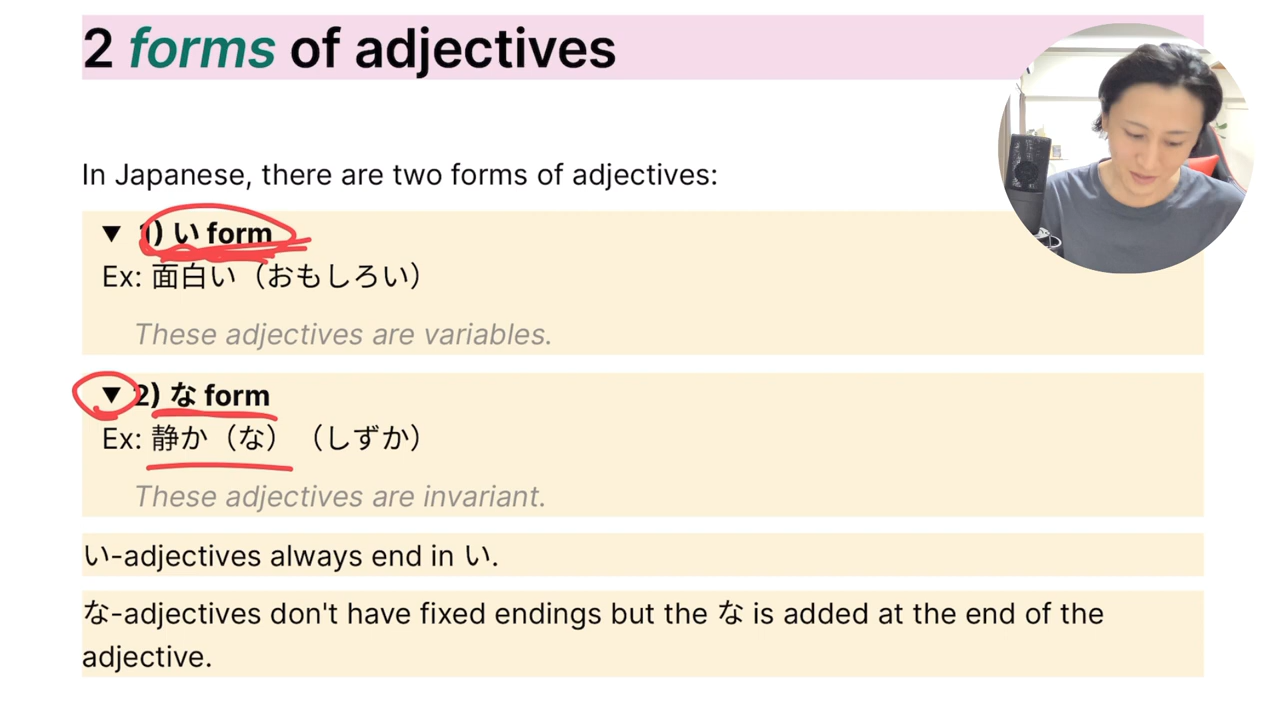 2 forms of adjectives
In Japanese, there are two forms of adjectives:
▼ 1) い form
Ex: 面白い（おもしろい）
These adjectives are variables.
▼ 2) な form
Ex: 静か（な）（しずか）
These adjectives are invariant.
い-adjectives always end in い.
な-adjectives don't have fixed endings but the な is added at the end of the
adjective.